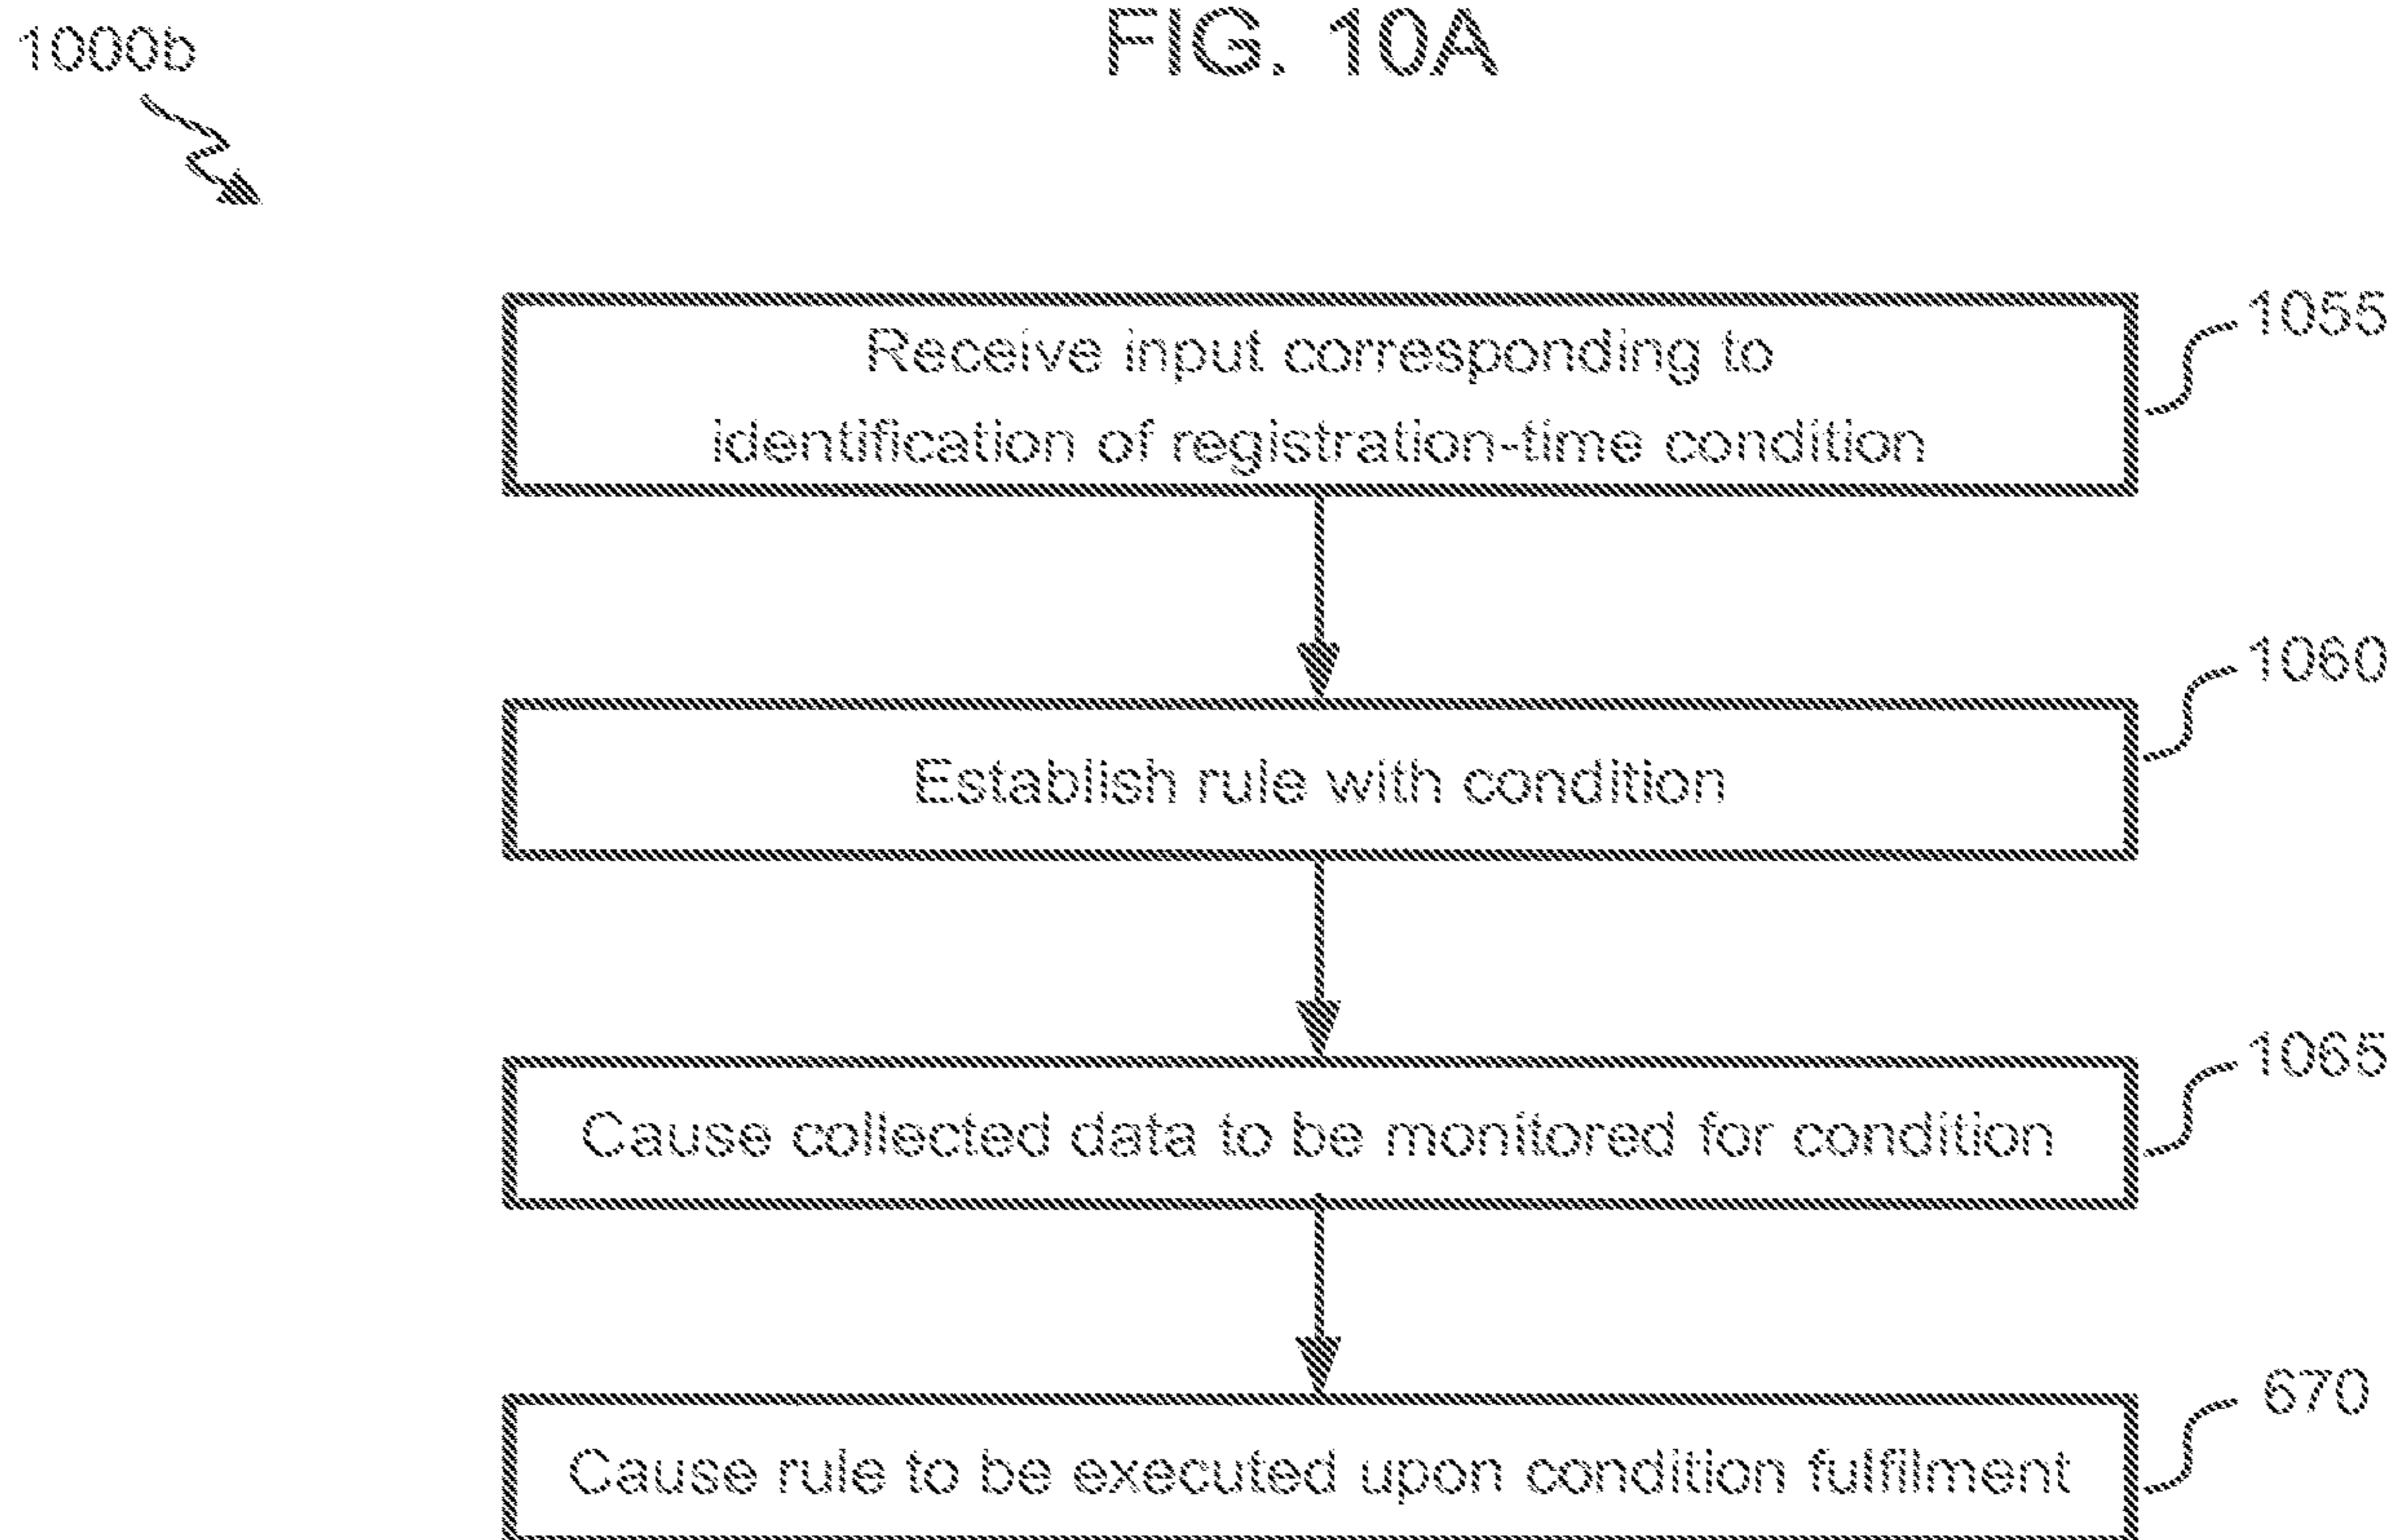 FIG. 10A
1000b
Receive input corresponding to
identification of registration-time condition
1055
Establish rule with condition
1060
Cause collected data to be monitored for condition
1065
Cause rule to be executed upon condition fulfilment
670